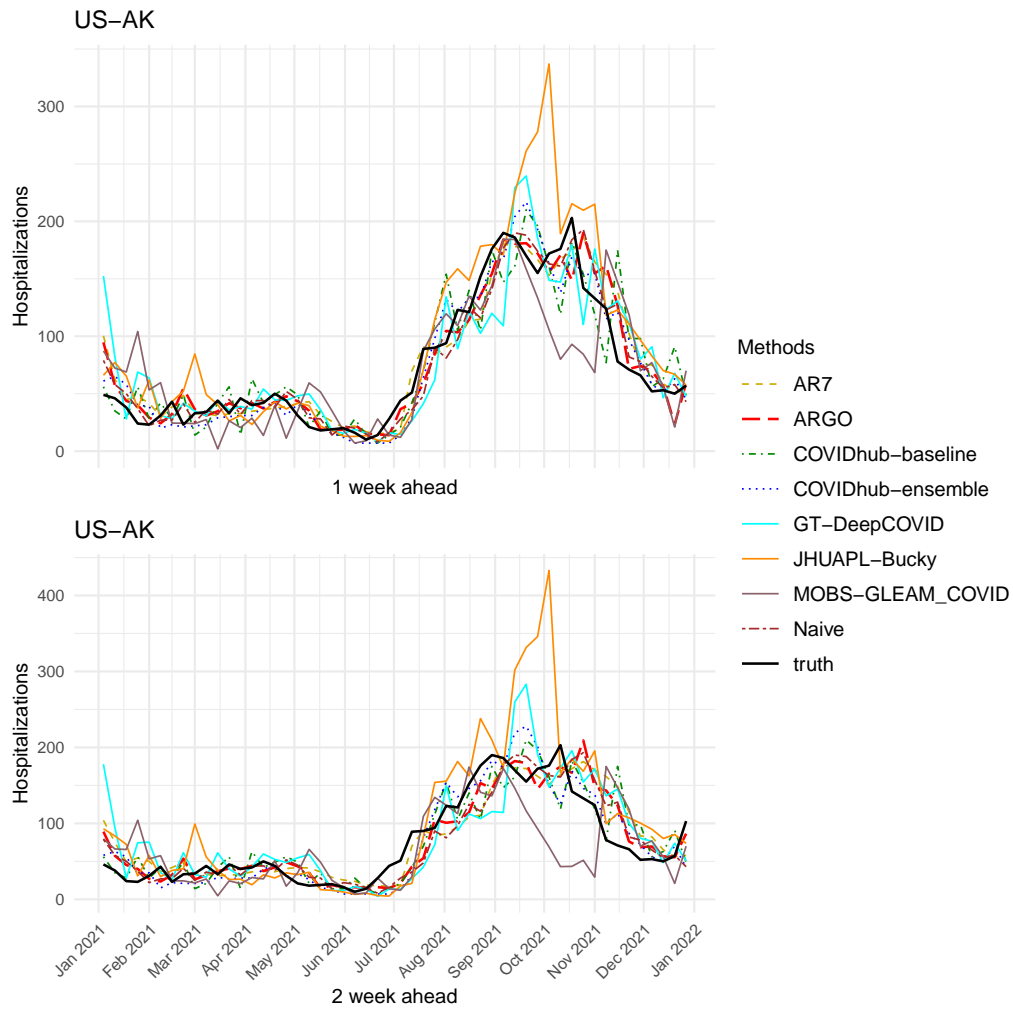 US−AK
300
200
100
0
Hospitalizations
1 week ahead
US−AK
400
300
200
100
0
Hospitalizations
Jan 2021
Feb 2021
Mar 2021
Apr 2021
May 2021
Jun 2021
Jul 2021
Aug 2021
Sep 2021
Oct 2021
Nov 2021
Dec 2021
Jan 2022
2 week ahead
Methods
AR7
ARGO
COVIDhub−baseline
COVIDhub−ensemble
GT−DeepCOVID
JHUAPL−Bucky
MOBS−GLEAM_COVID
Naive
truth